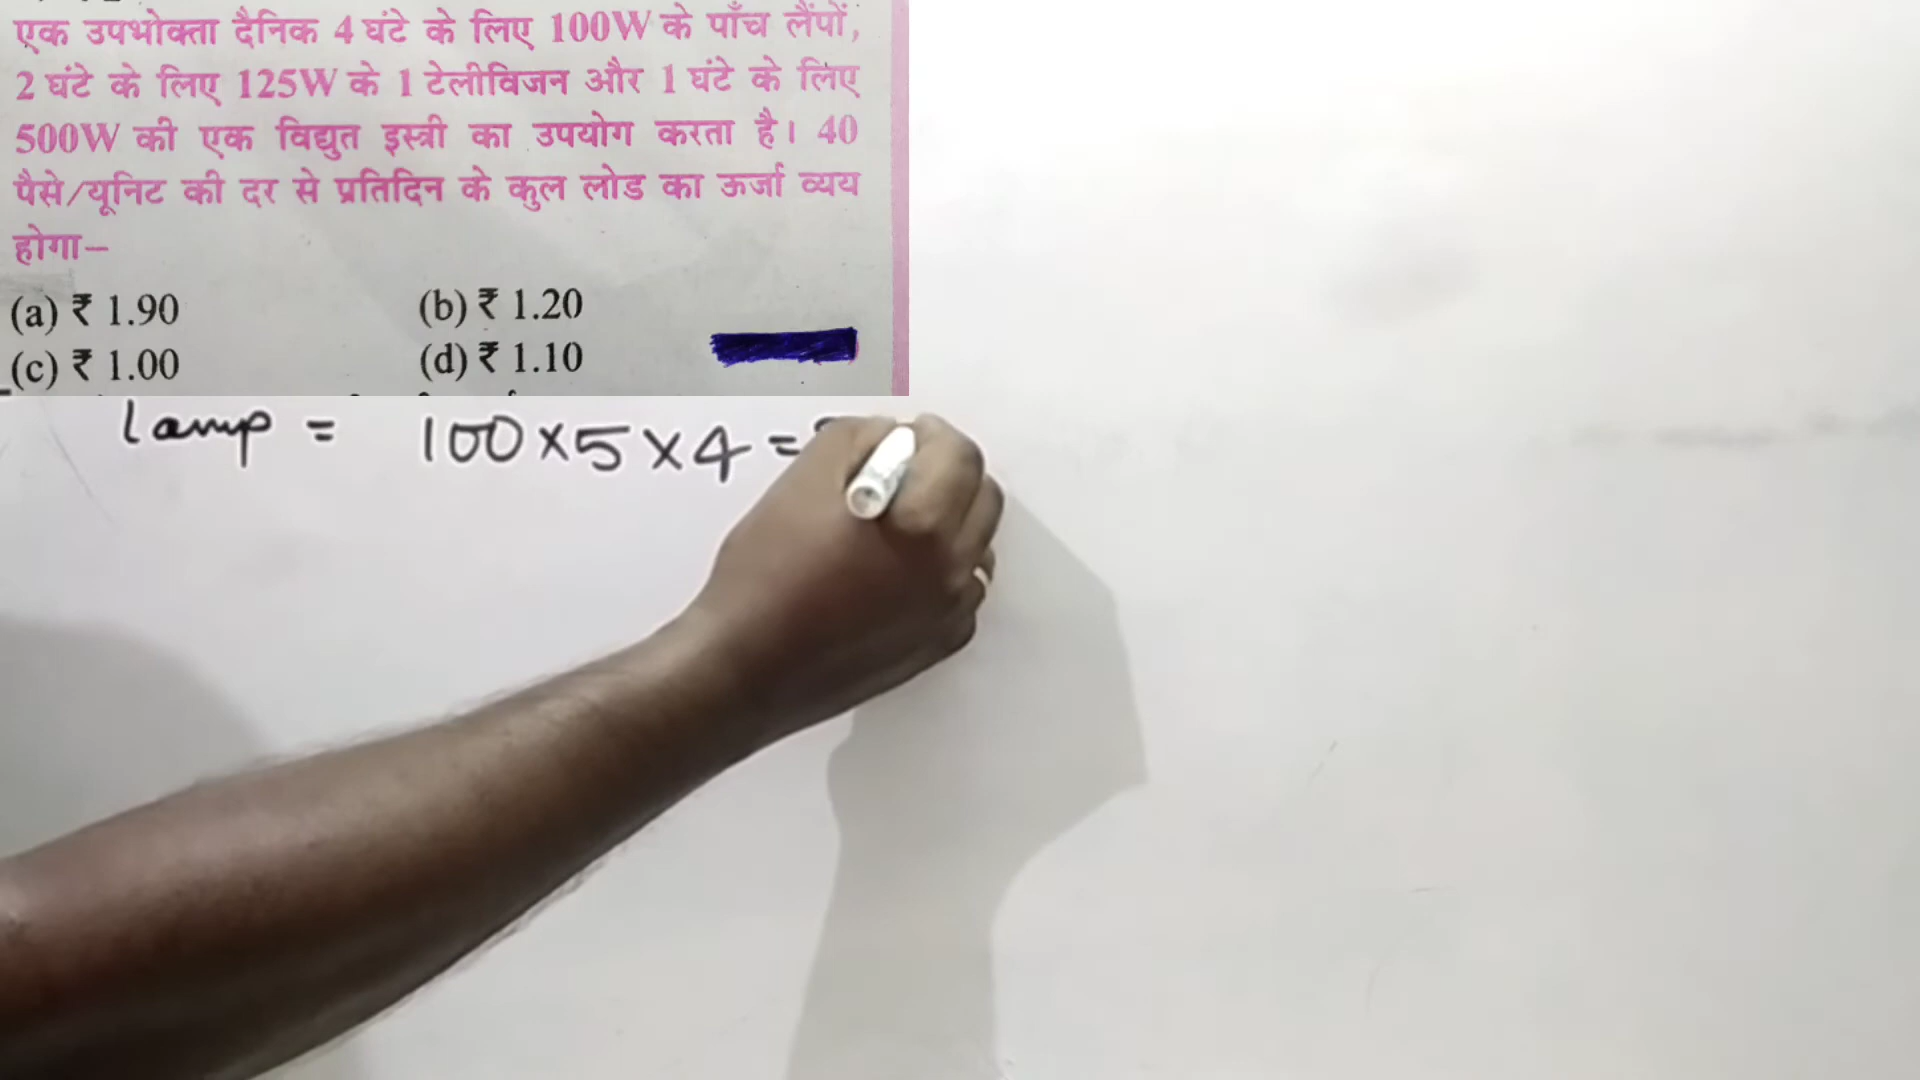 एक उपभोक्ता दैनिक 4 घंटे के लिए 100W के पाँच लैंपों,
2 घंटे के लिए 125W के 1 टेलीविजन और 1 घंटे के लिए
500W की एक विद्युत इस्त्री का उपयोग करता है। 40
पैसे/यूनिट की दर से प्रतिदिन के कुल लोड का ऊर्जा व्यय
होगा–
(a) ₹ 1.90 (b) ₹ 1.20
(c) ₹ 1.00 (d) ₹ 1.10
lamp = 100×5×4 =